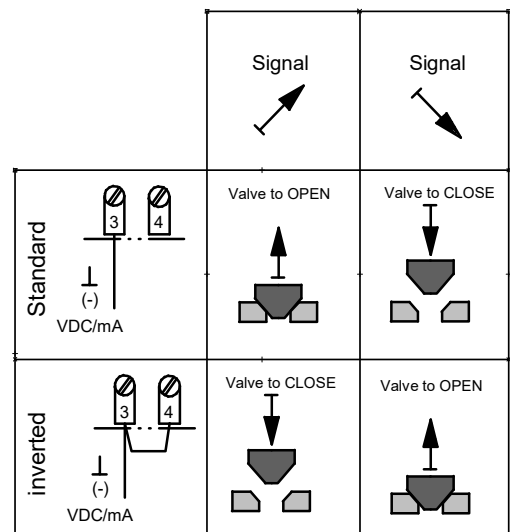 Signal
Signal
Standard
3
4
(-)
VDC/mA
Valve to OPEN
Valve to CLOSE
inverted
3
4
(-)
VDC/mA
Valve to CLOSE
Valve to OPEN